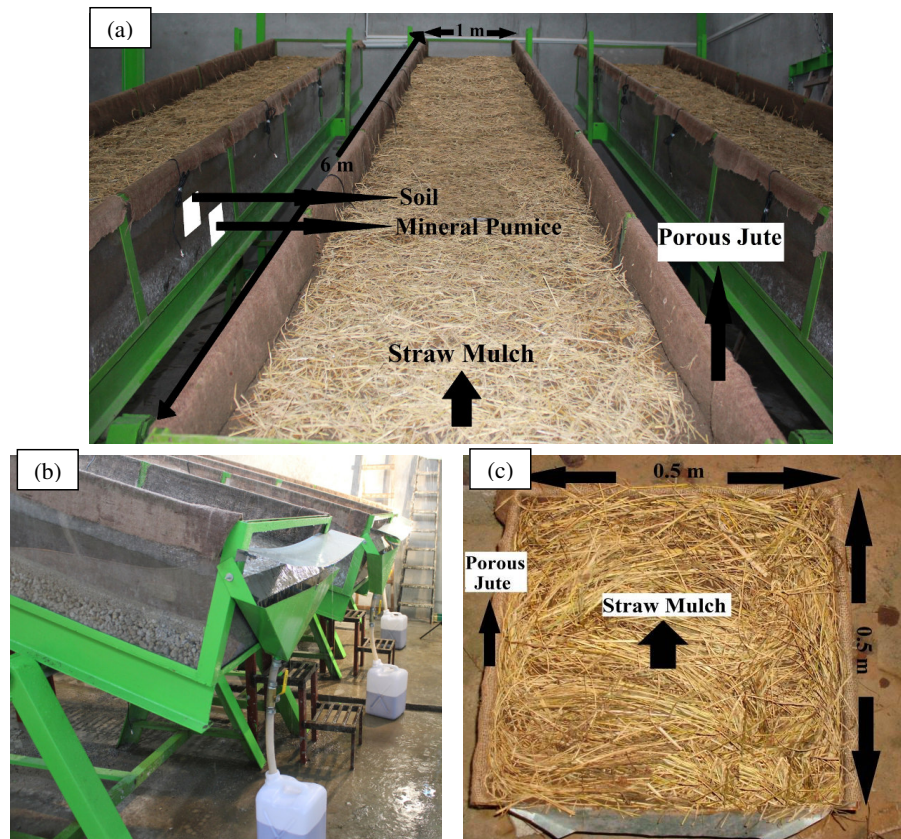 (a)
1 m
6 m
Soil
Mineral Pumice
Porous Jute
Straw Mulch
(b)
(c)
0.5 m
Porous
Jute
Straw Mulch
0.5 m